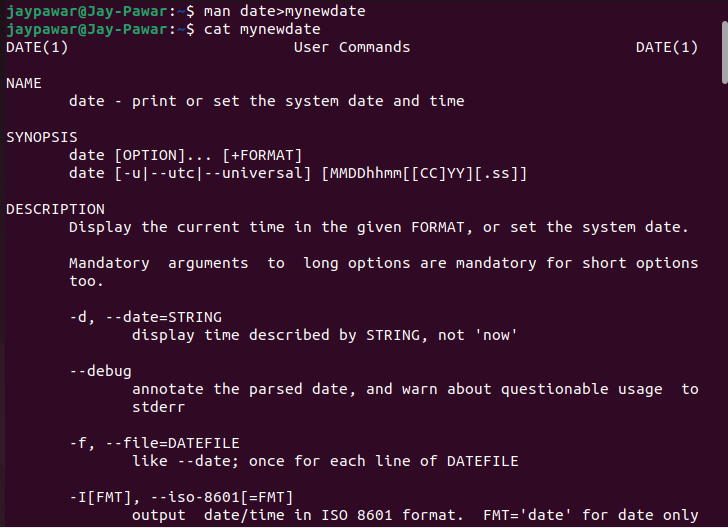 jaypawar@Jay-Pawar:~$ man date>mynewdate
jaypawar@Jay-Pawar:~$ cat mynewdate
DATE(1) User Commands DATE(1)
NAME
date - print or set the system date and time
SYNOPSIS
date [OPTION]... [+FORMAT]
date [-u|--utc|--universal] [MMDDhhmm[[CC]YY][.ss]]
DESCRIPTION
Display the current time in the given FORMAT, or set the system date.
Mandatory arguments to long options are mandatory for short options
too.
-d, --date=STRING
display time described by STRING, not 'now'
--debug
annotate the parsed date, and warn about questionable usage to
stderr
-f, --file=DATEFILE
like --date; once for each line of DATEFILE
-I[FMT], --iso-8601[=FMT]
output date/time in ISO 8601 format. FMT='date' for date only